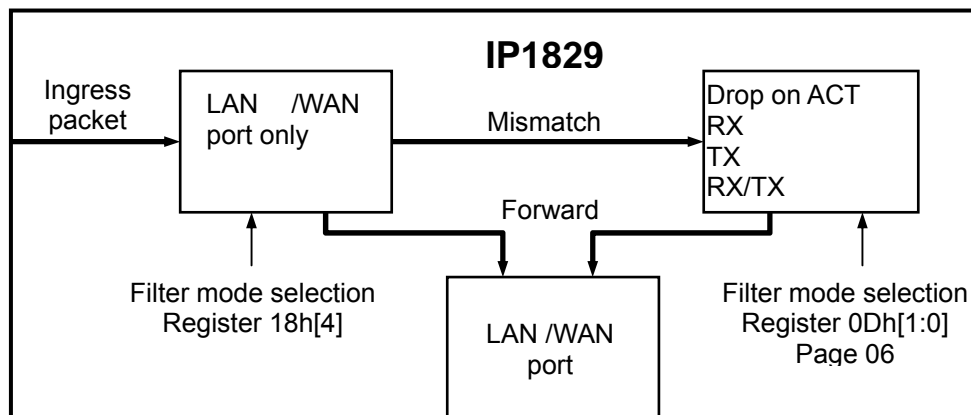 IP1829
Ingress
packet
LAN /WAN
port only
Mismatch
Drop on ACT
RX
TX
RX/TX
Forward
Filter mode selection
Register 18h[4]
LAN /WAN
port
Filter mode selection
Register 0Dh[1:0]
Page 06